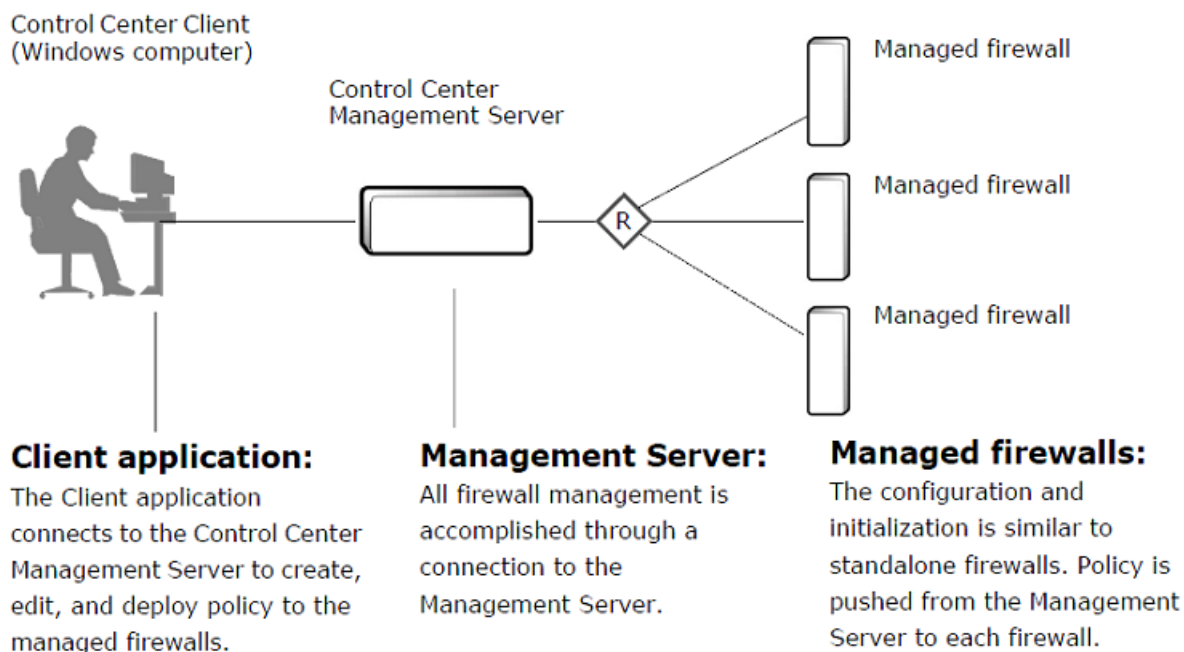 Control Center Client
(Windows computer)
Control Center
Management Server
Managed firewall
Managed firewall
Managed firewall
R
Client application:
The Client application
connects to the Control Center
Management Server to create,
edit, and deploy policy to the
managed firewalls.
Management Server:
All firewall management is
accomplished through a
connection to the
Management Server.
Managed firewalls:
The configuration and
initialization is similar to
standalone firewalls. Policy is
pushed from the Management
Server to each firewall.